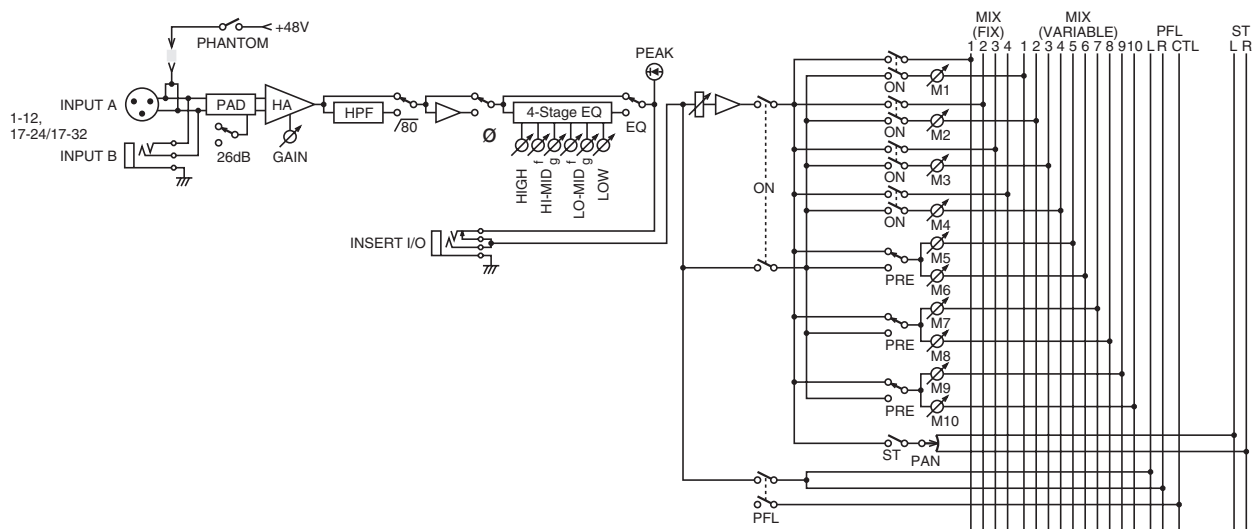 +48V
PHANTOM
INPUT A
1-12,
17-24/17-32
INPUT B
PAD
26dB
HA
GAIN
HPF
/80
Ø
4-Stage EQ
EQ
PEAK
HIGH
HI-MID
f
g
LO-MID
f
g
LOW
INSERT I/O
ON
MIX
(FIX)
1 2 3 4
MIX
(VARIABLE)
1 2 3 4 5 6 7 8 9 10
PFL
L R CTL
ST
L R
ON
M1
ON
M2
ON
M3
ON
M4
M5
PRE
M6
M7
PRE
M8
M9
PRE
M10
ST
PAN
PFL